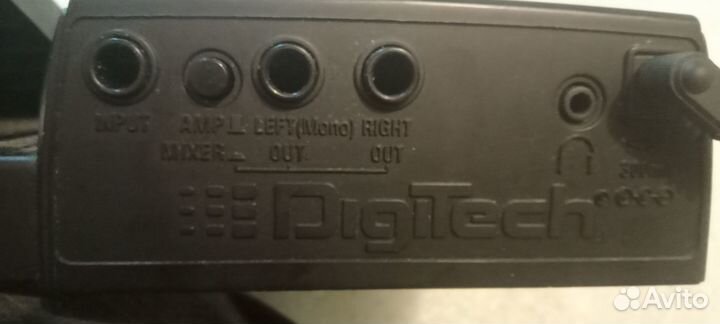 INPUT AMP LEFT(Mono) RIGHT
MIXER OUT OUT
DigiTech
Avito